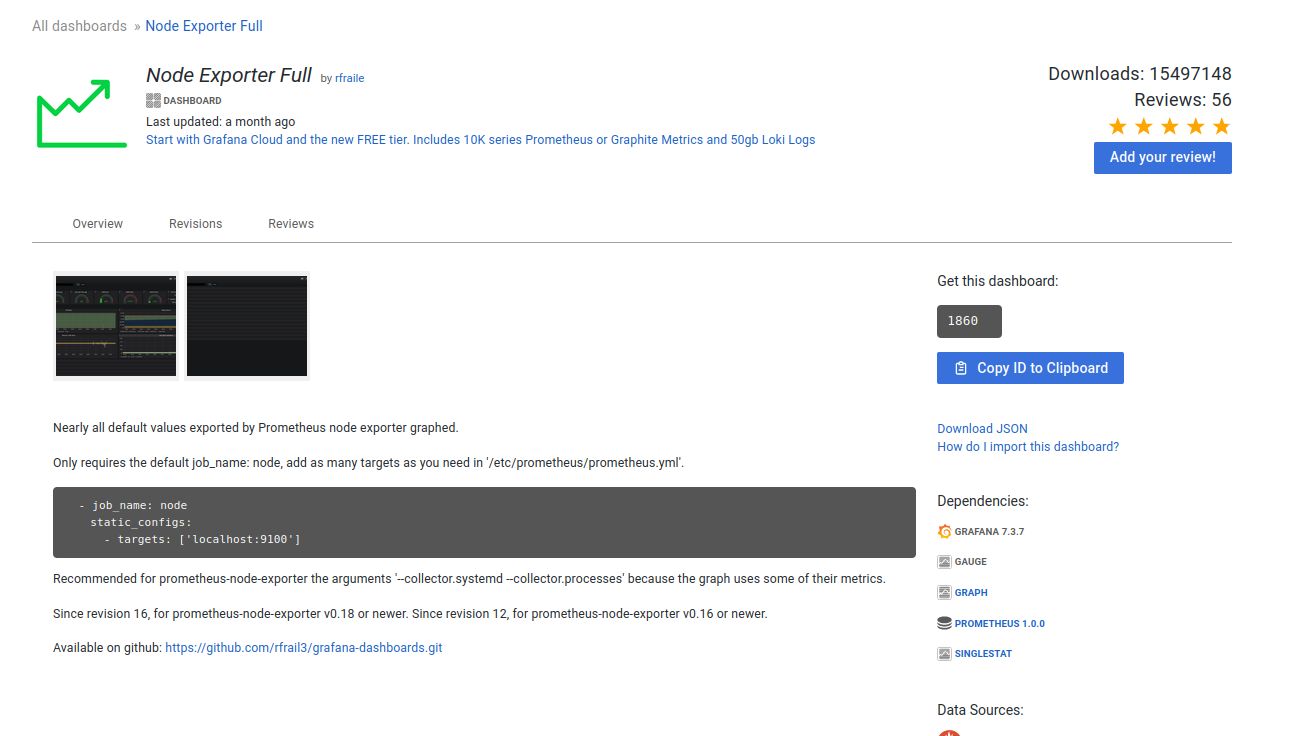 All dashboards » Node Exporter Full
Node Exporter Full by rfraile
DASHBOARD
Last updated: a month ago
Start with Grafana Cloud and the new FREE tier. Includes 10K series Prometheus or Graphite Metrics and 50gb Loki Logs
Downloads: 15497148
Reviews: 56
Add your review!
Overview Revisions Reviews
Nearly all default values exported by Prometheus node exporter graphed.
Only requires the default job_name: node, add as many targets as you need in '/etc/prometheus/prometheus.yml'.
- job_name: node
static_configs:
- targets: ['localhost:9100']
Recommended for prometheus-node-exporter the arguments '--collector.systemd --collector.processes' because the graph uses some of their metrics.
Since revision 16, for prometheus-node-exporter v0.18 or newer. Since revision 12, for prometheus-node-exporter v0.16 or newer.
Available on github: https://github.com/rfrail3/grafana-dashboards.git
Get this dashboard:
1860
Copy ID to Clipboard
Download JSON
How do I import this dashboard?
Dependencies:
GRAFANA 7.3.7
GAUGE
GRAPH
PROMETHEUS 1.0.0
SINGLESTAT
Data Sources: